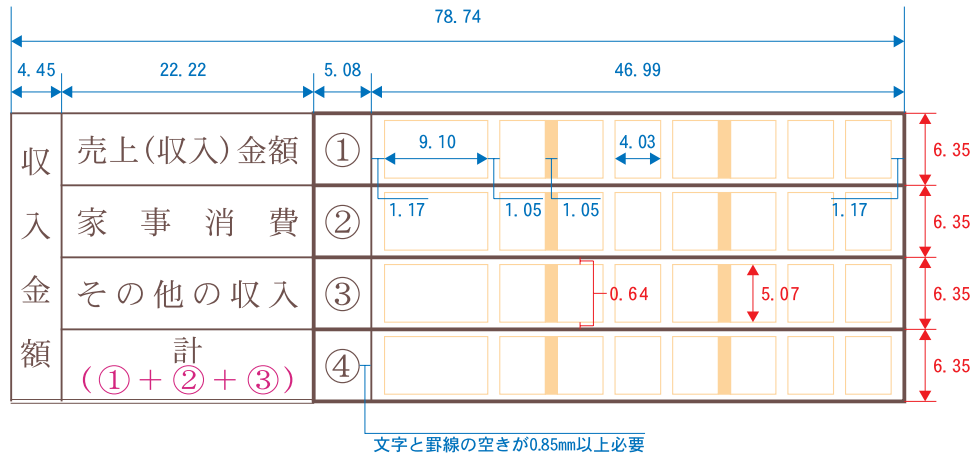 78.74
4.45 22.22 5.08 46.99
収入金額
売上(収入)金額 ① 9.10 4.03 6.35
1.17 1.05 1.05 1.17
家事消費 ② 6.35
その他の収入 ③ 0.64 5.07 6.35
計 ④ 6.35
(①+②+③)
文字と罫線の空きが0.85mm以上必要